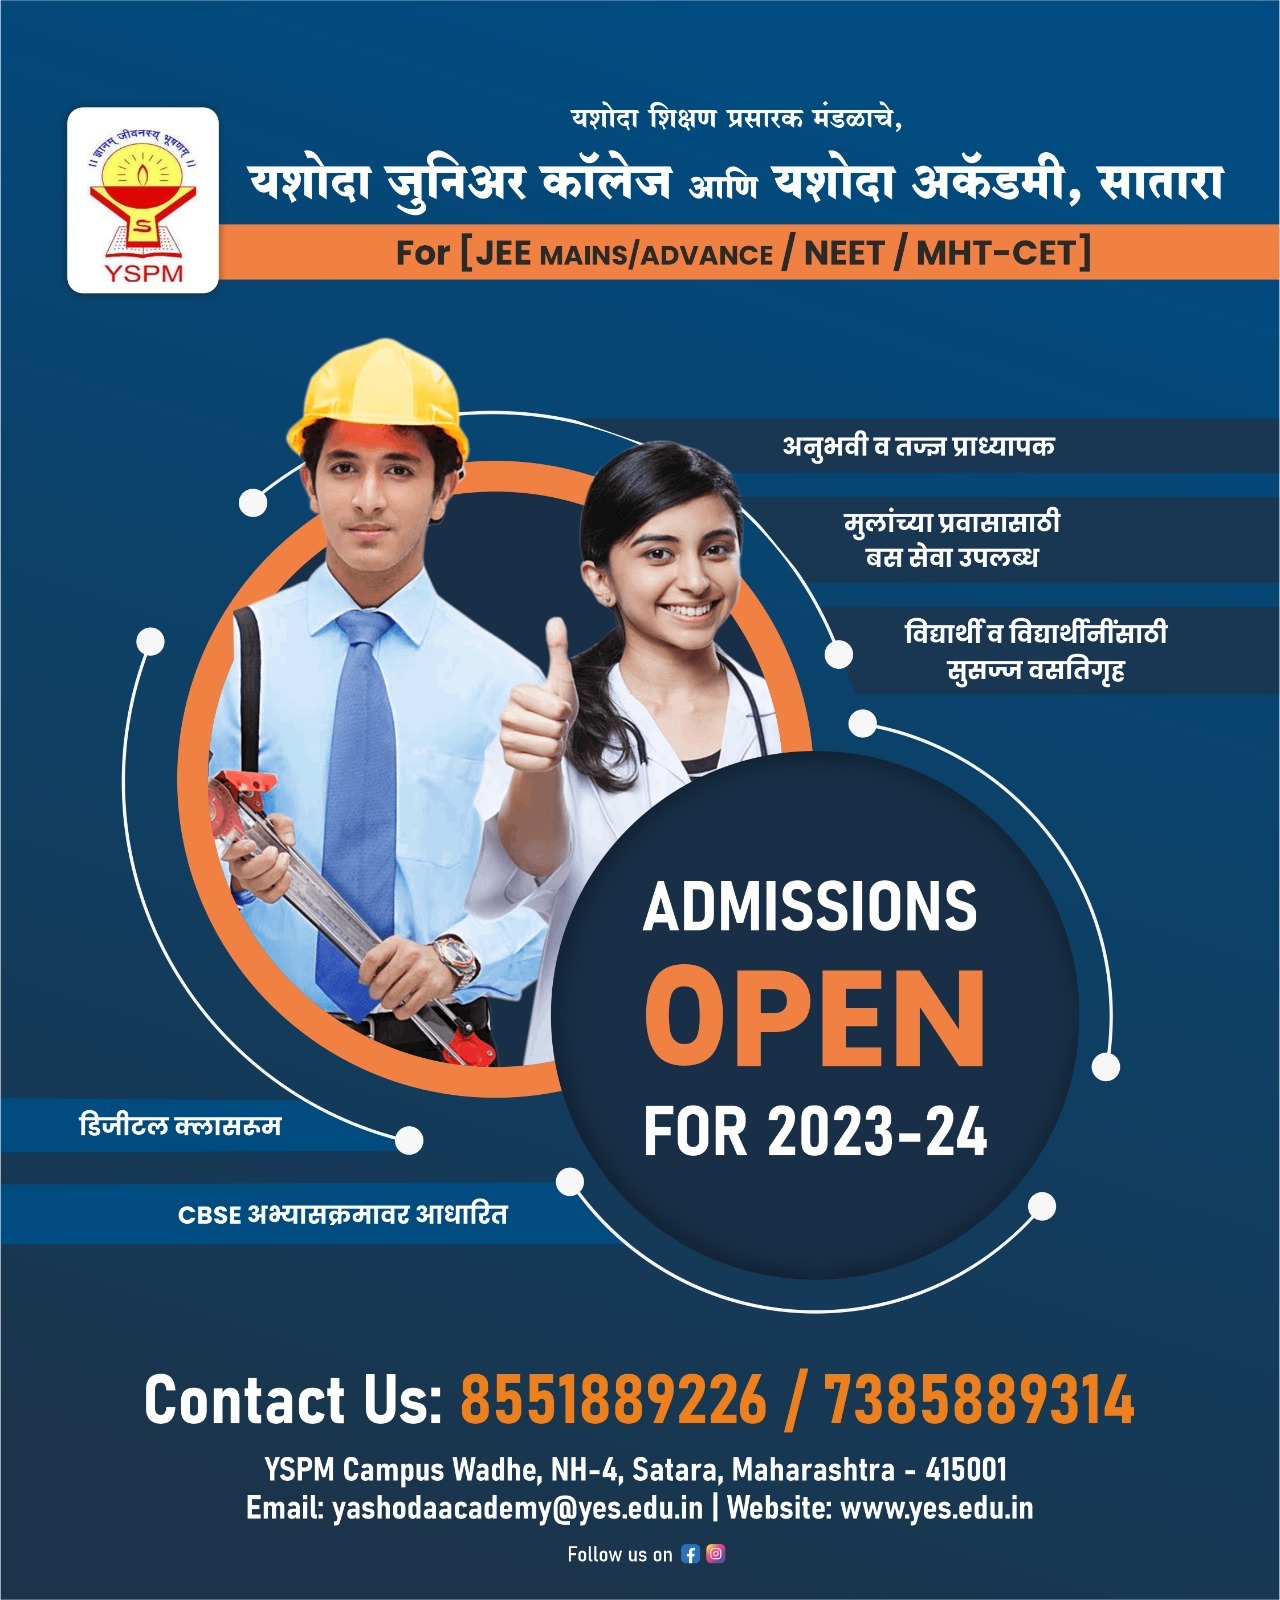 यशोदा शिक्षण प्रसारक मंडळाचे,
यशोदा जुनिअर कॉलेज आणि यशोदा अकॅडमी, सातारा
For [JEE MAINS/ADVANCE / NEET / MHT-CET]
|| ज्ञानम् जीवनस्य भूषणम् ||
S
YSPM
अनुभवी व तज्ज्ञ प्राध्यापक
मुलांच्या प्रवासासाठी
बस सेवा उपलब्ध
विद्यार्थी व विद्यार्थीनींसाठी
सुसज्ज वसतिगृह
ADMISSIONS
OPEN
FOR 2023-24
डिजीटल क्लासरूम
CBSE अभ्यासक्रमावर आधारित
Contact Us: 8551889226 / 7385889314
YSPM Campus Wadhe, NH-4, Satara, Maharashtra - 415001
Email: yashodaacademy@yes.edu.in | Website: www.yes.edu.in
Follow us on